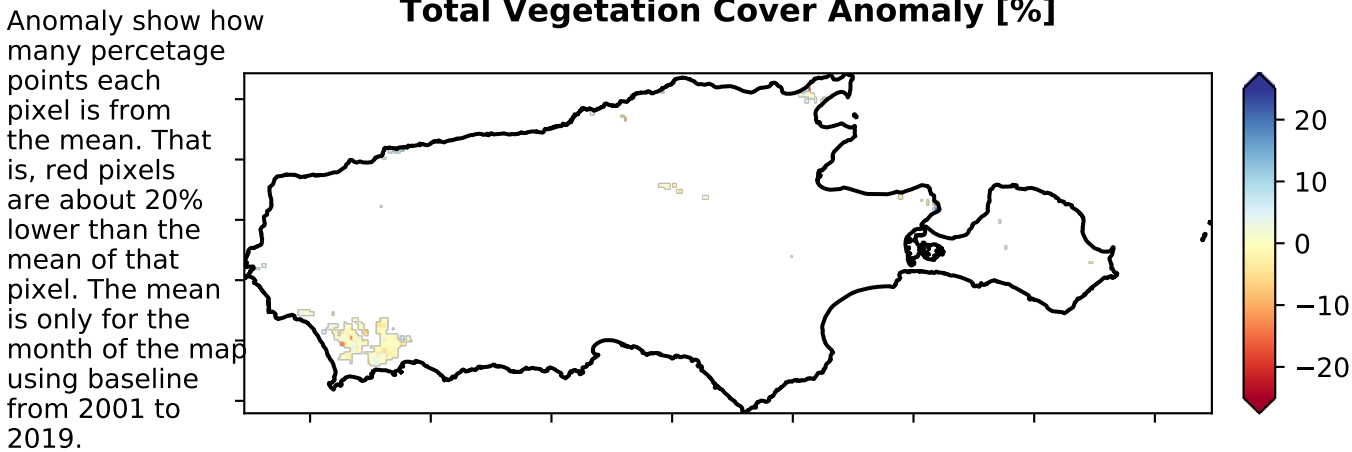 Total Vegetation Cover Anomaly [%]
Anomaly show how
many percetage
points each
pixel is from
the mean. That
is, red pixels
are about 20%
lower than the
mean of that
pixel. The mean
is only for the
month of the map
using baseline
from 2001 to
2019.
20
10
0
−10
−20